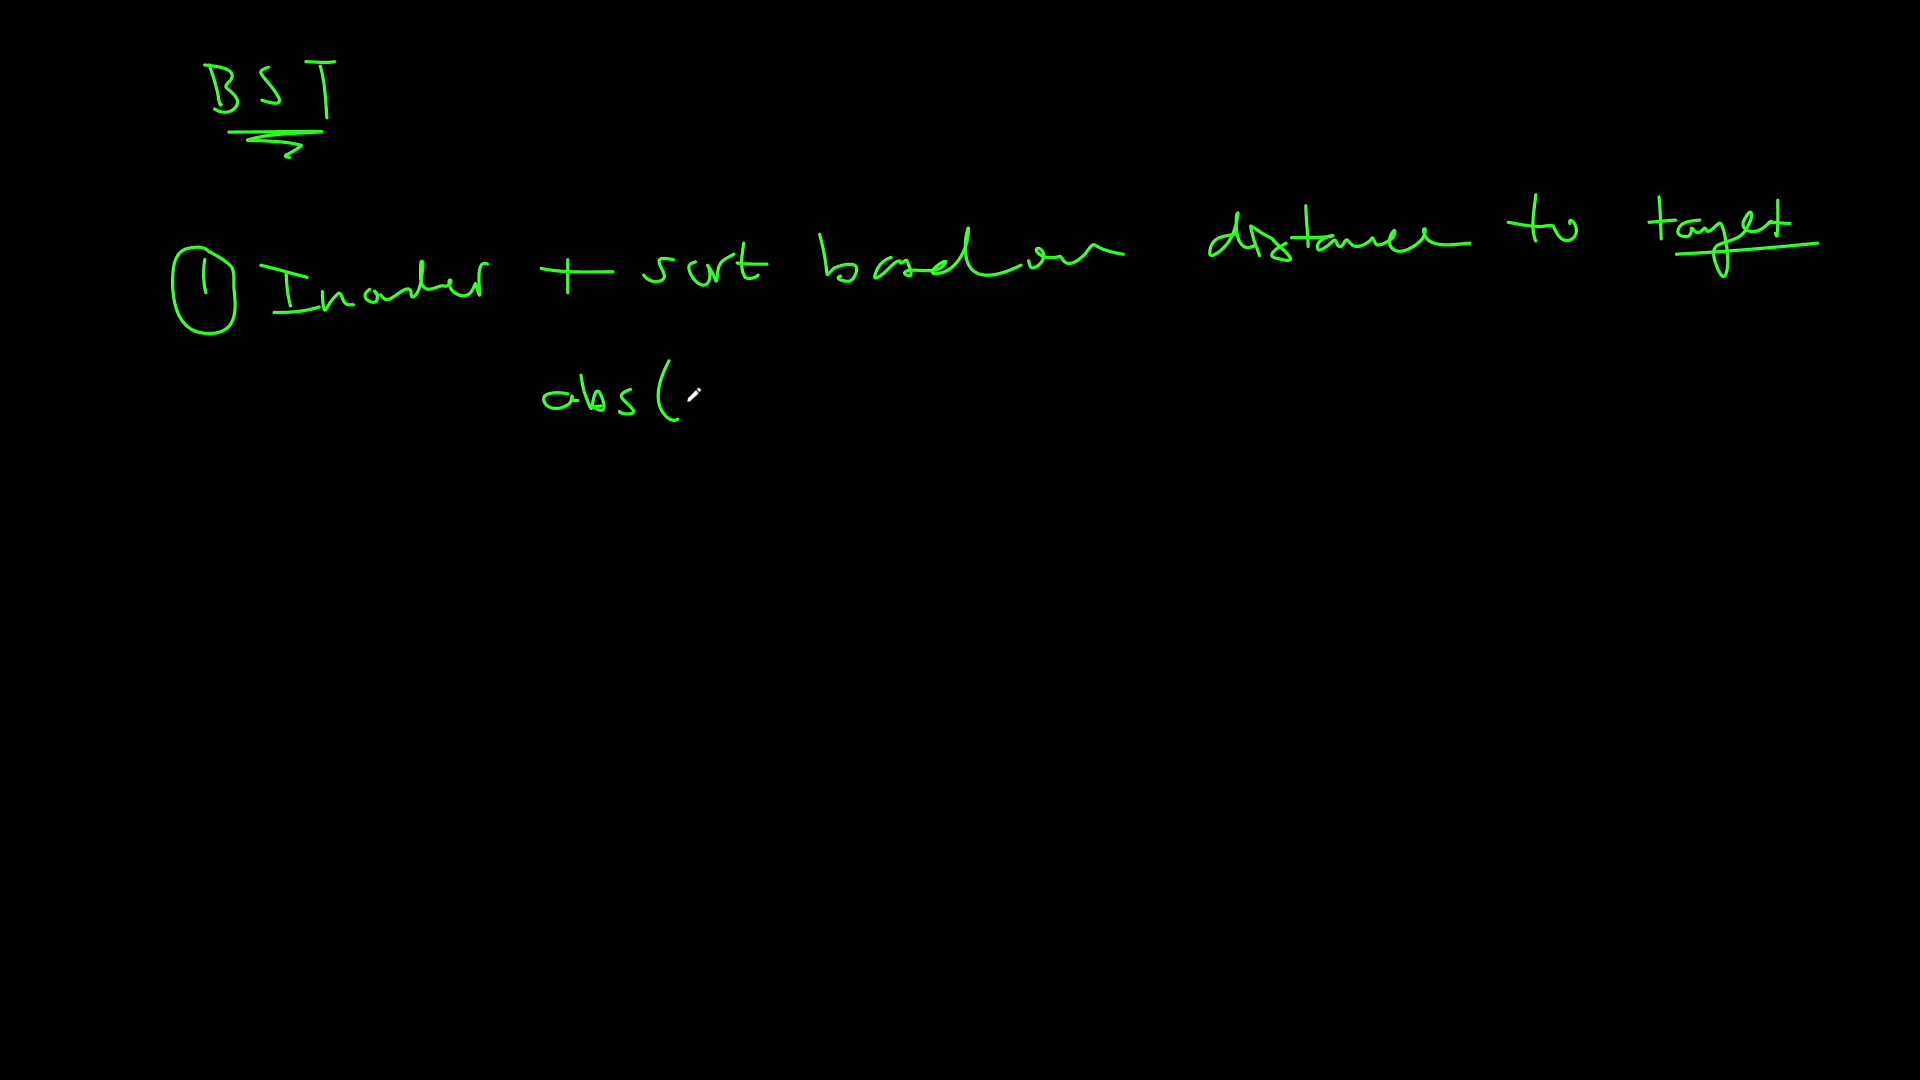 BST
① Inorder + sort based on distance to target
abs(